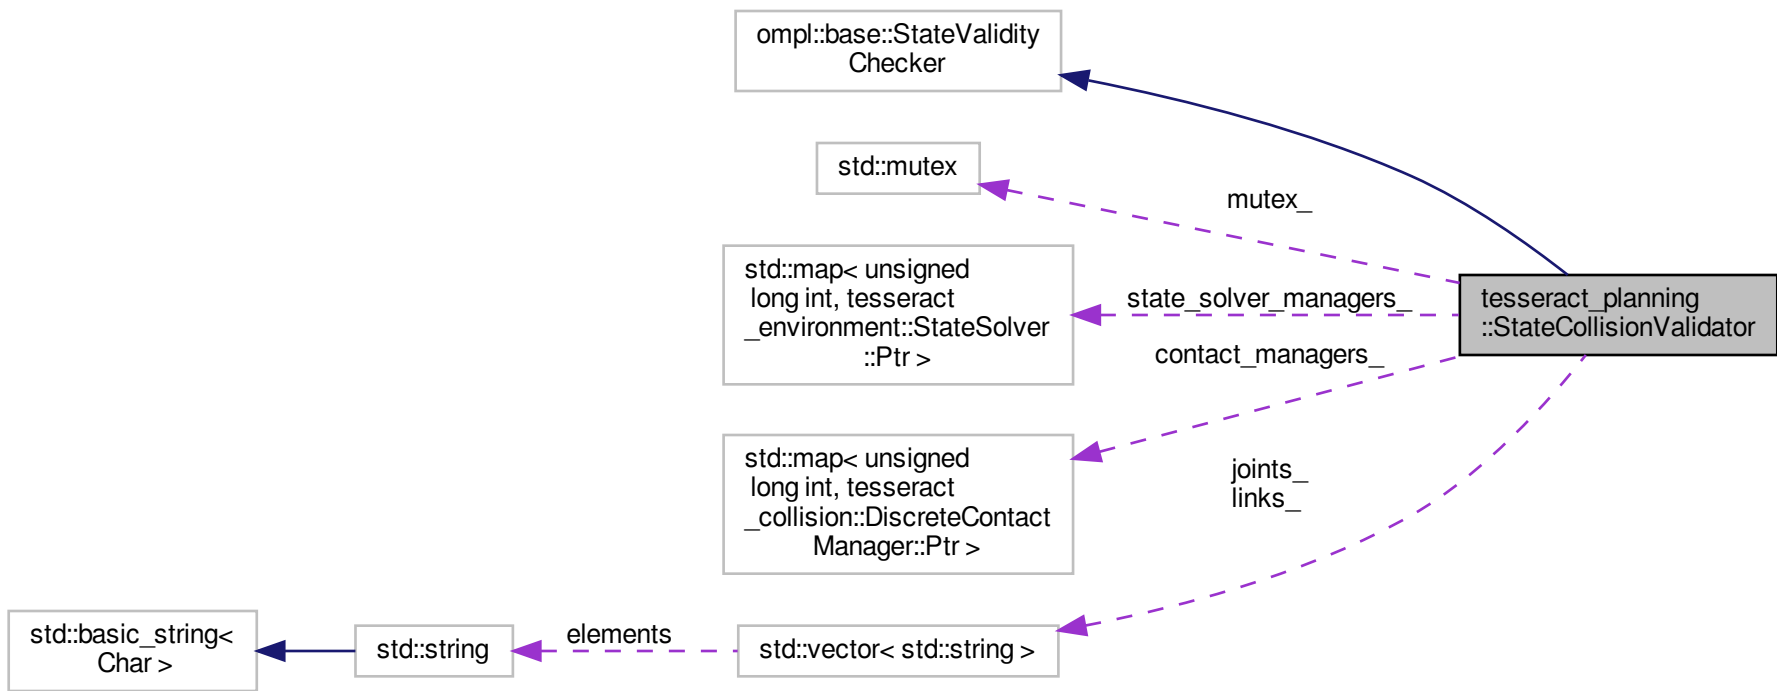 ompl::base::StateValidity
Checker
std::mutex
mutex_
std::map< unsigned
long int, tesseract
_environment::StateSolver
::Ptr >
state_solver_managers_
tesseract_planning
::StateCollisionValidator
contact_managers_
std::map< unsigned
long int, tesseract
_collision::DiscreteContact
Manager::Ptr >
joints_
links_
std::basic_string<
Char >
std::string
elements
std::vector< std::string >